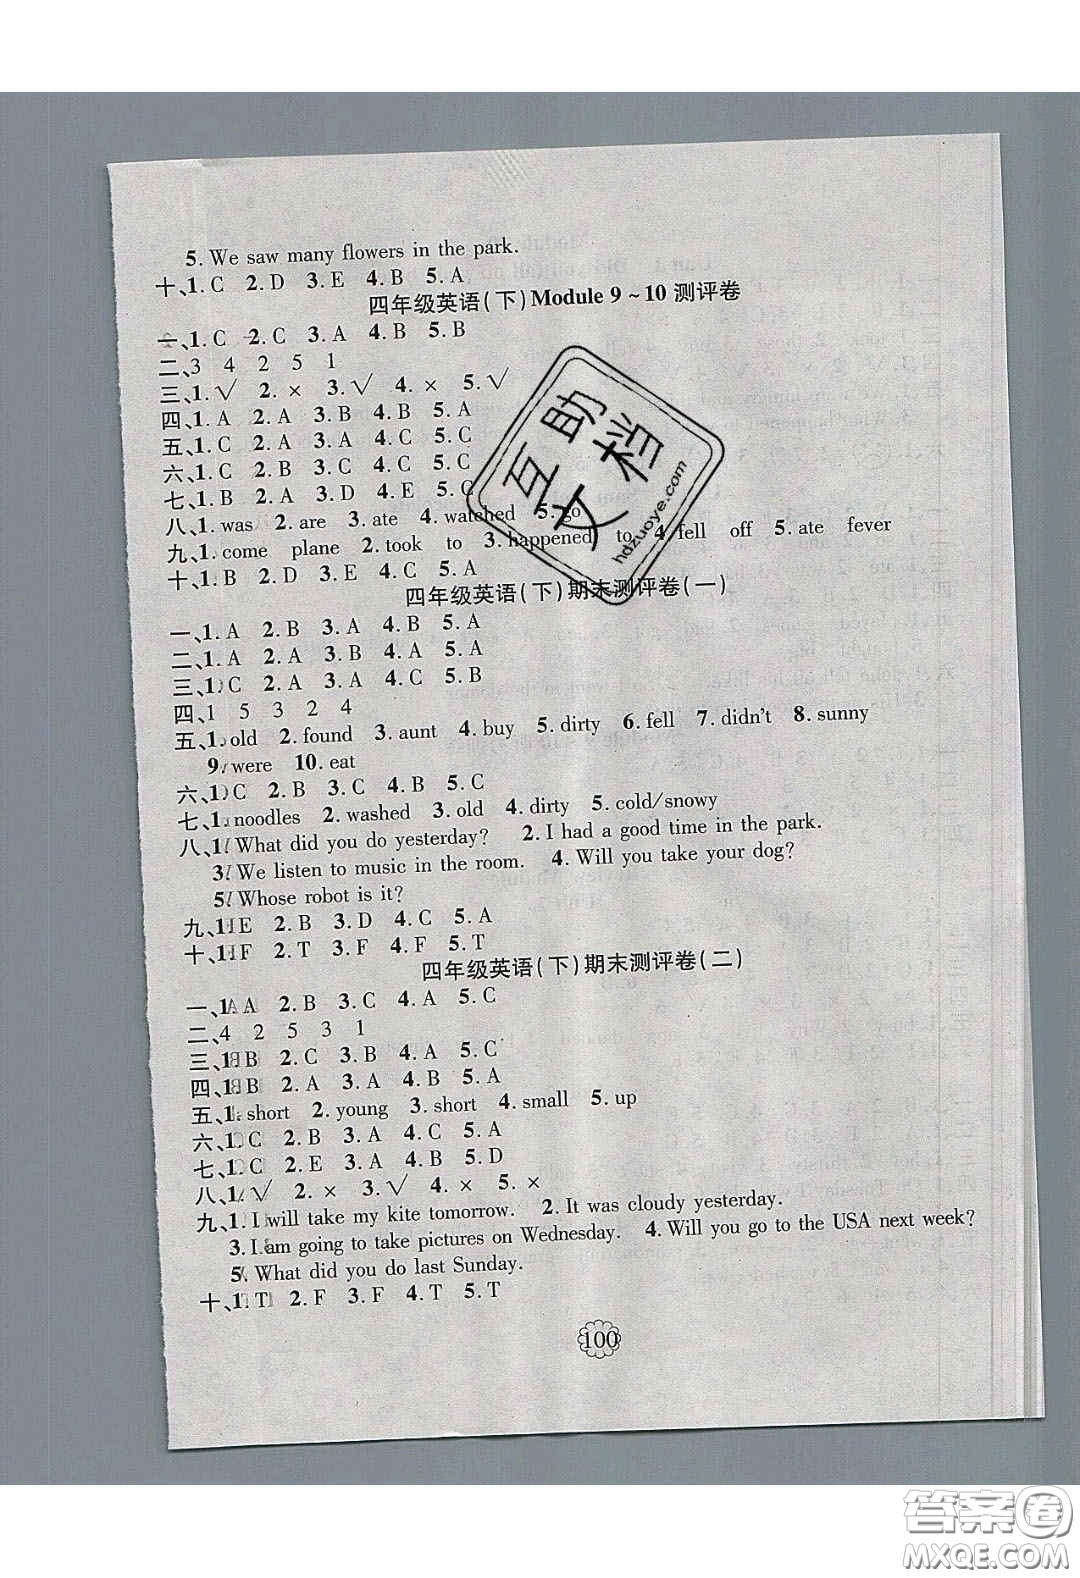 5. We saw many flowers in the park.
十、1. C 2. D 3. E 4. B 5. A
四年级英语(下)Module 9~10 测评卷
一、1. C 2. C 3. A 4. B 5. B
二、3 4 2 5 1
三、1. √ 2. × 3. √ 4. × 5. √
四、1. A 2. A 3. B 4. B 5. A
五、1. C 2. A 3. A 4. C 5. C
六、1. C 2. B 3. B 4. C 5. C
七、1. B 2. A 3. D 4. E 5. C
八、1. was 2. are 3. ate 4. watched 5. go
九、1. come plane 2. took to 3. happened to 4. fell off 5. ate fever
十、1. B 2. D 3. E 4. C 5. A
四年级英语(下)期末测评卷(一)
一、1. A 2. B 3. A 4. B 5. A
二、1. A 2. A 3. B 4. A 5. A
三、1. C 2. A 3. A 4. C 5. B
四、1 5 3 2 4
五、1. old 2. found 3. aunt 4. buy 5. dirty 6. fell 7. didn't 8. sunny
9. were 10. eat
六、1. C 2. B 3. C 4. B 5. C
七、1. noodles 2. washed 3. old 4. dirty 5. cold/snowy
八、1. What did you do yesterday? 2. I had a good time in the park.
3. We listen to music in the room. 4. Will you take your dog?
5. Whose robot is it?
九、1. E 2. B 3. D 4. C 5. A
十、1. F 2. T 3. F 4. F 5. T
四年级英语(下)期末测评卷(二)
一、1. A 2. B 3. C 4. A 5. C
二、4 2 5 3 1
三、1. B 2. C 3. B 4. A 5. C
四、1. B 2. A 3. A 4. B 5. A
五、1. short 2. young 3. short 4. small 5. up
六、1. C 2. B 3. A 4. C 5. A
七、1. C 2. E 3. A 4. B 5. D
八、1. √ 2. × 3. √ 4. × 5. ×
九、1. I will take my kite tomorrow. 2. It was cloudy yesterday.
3. I am going to take pictures on Wednesday. 4. Will you go to the USA next week?
5. What did you do last Sunday.
十、1. T 2. F 3. F 4. T 5. T
100
互助
文档
hdzuoye.com
答案卷
MXQE.COM